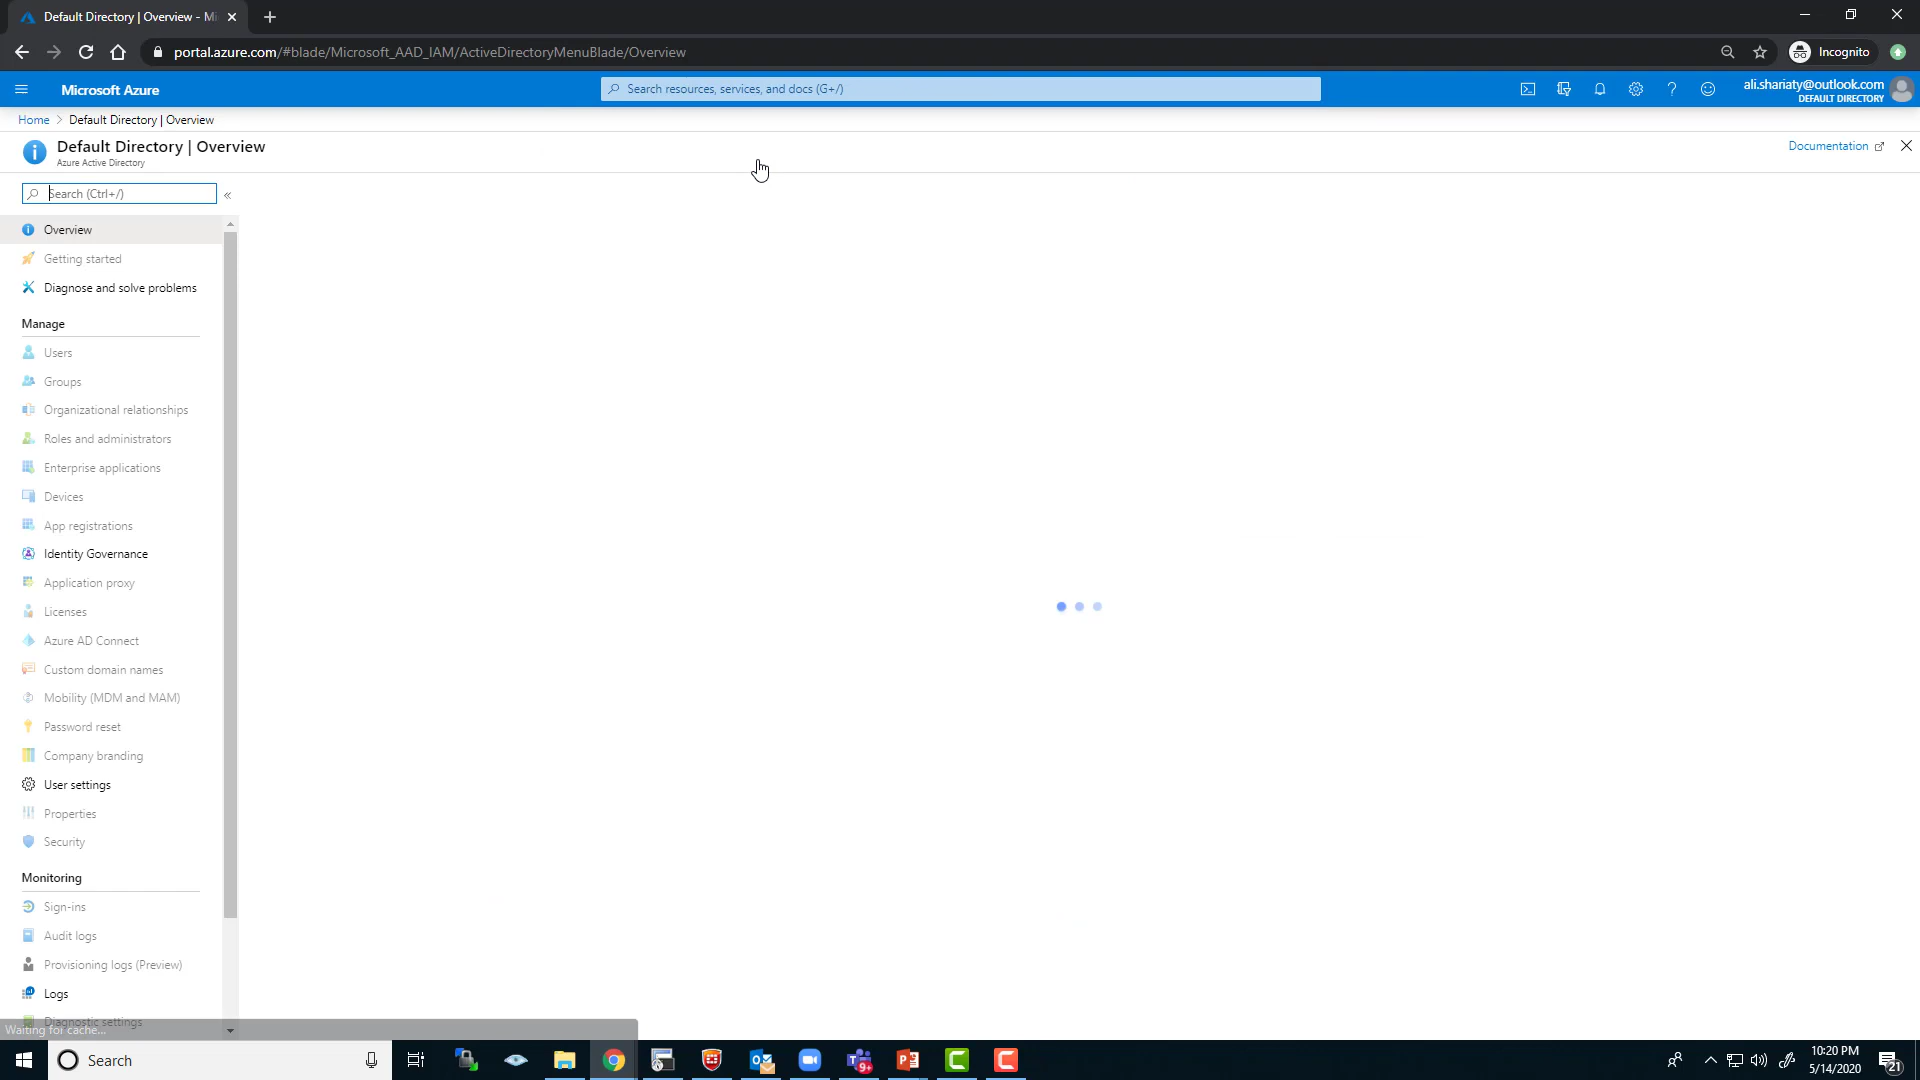 Default Directory | Overview - Mi
portal.azure.com/#blade/Microsoft_AAD_IAM/ActiveDirectoryMenuBlade/Overview
Incognito
Microsoft Azure
Search resources, services, and docs (G+/)
ali.shariaty@outlook.com
DEFAULT DIRECTORY
Home > Default Directory | Overview
Default Directory | Overview
Azure Active Directory
Documentation
Search (Ctrl+/)
«
Overview
Getting started
Diagnose and solve problems
Manage
Users
Groups
Organizational relationships
Roles and administrators
Enterprise applications
Devices
App registrations
Identity Governance
Application proxy
Licenses
Azure AD Connect
Custom domain names
Mobility (MDM and MAM)
Password reset
Company branding
User settings
Properties
Security
Monitoring
Sign-ins
Audit logs
Provisioning logs (Preview)
Logs
Diagnostic settings
Waiting for cache...
Search
9+
10:20 PM
5/14/2020
21